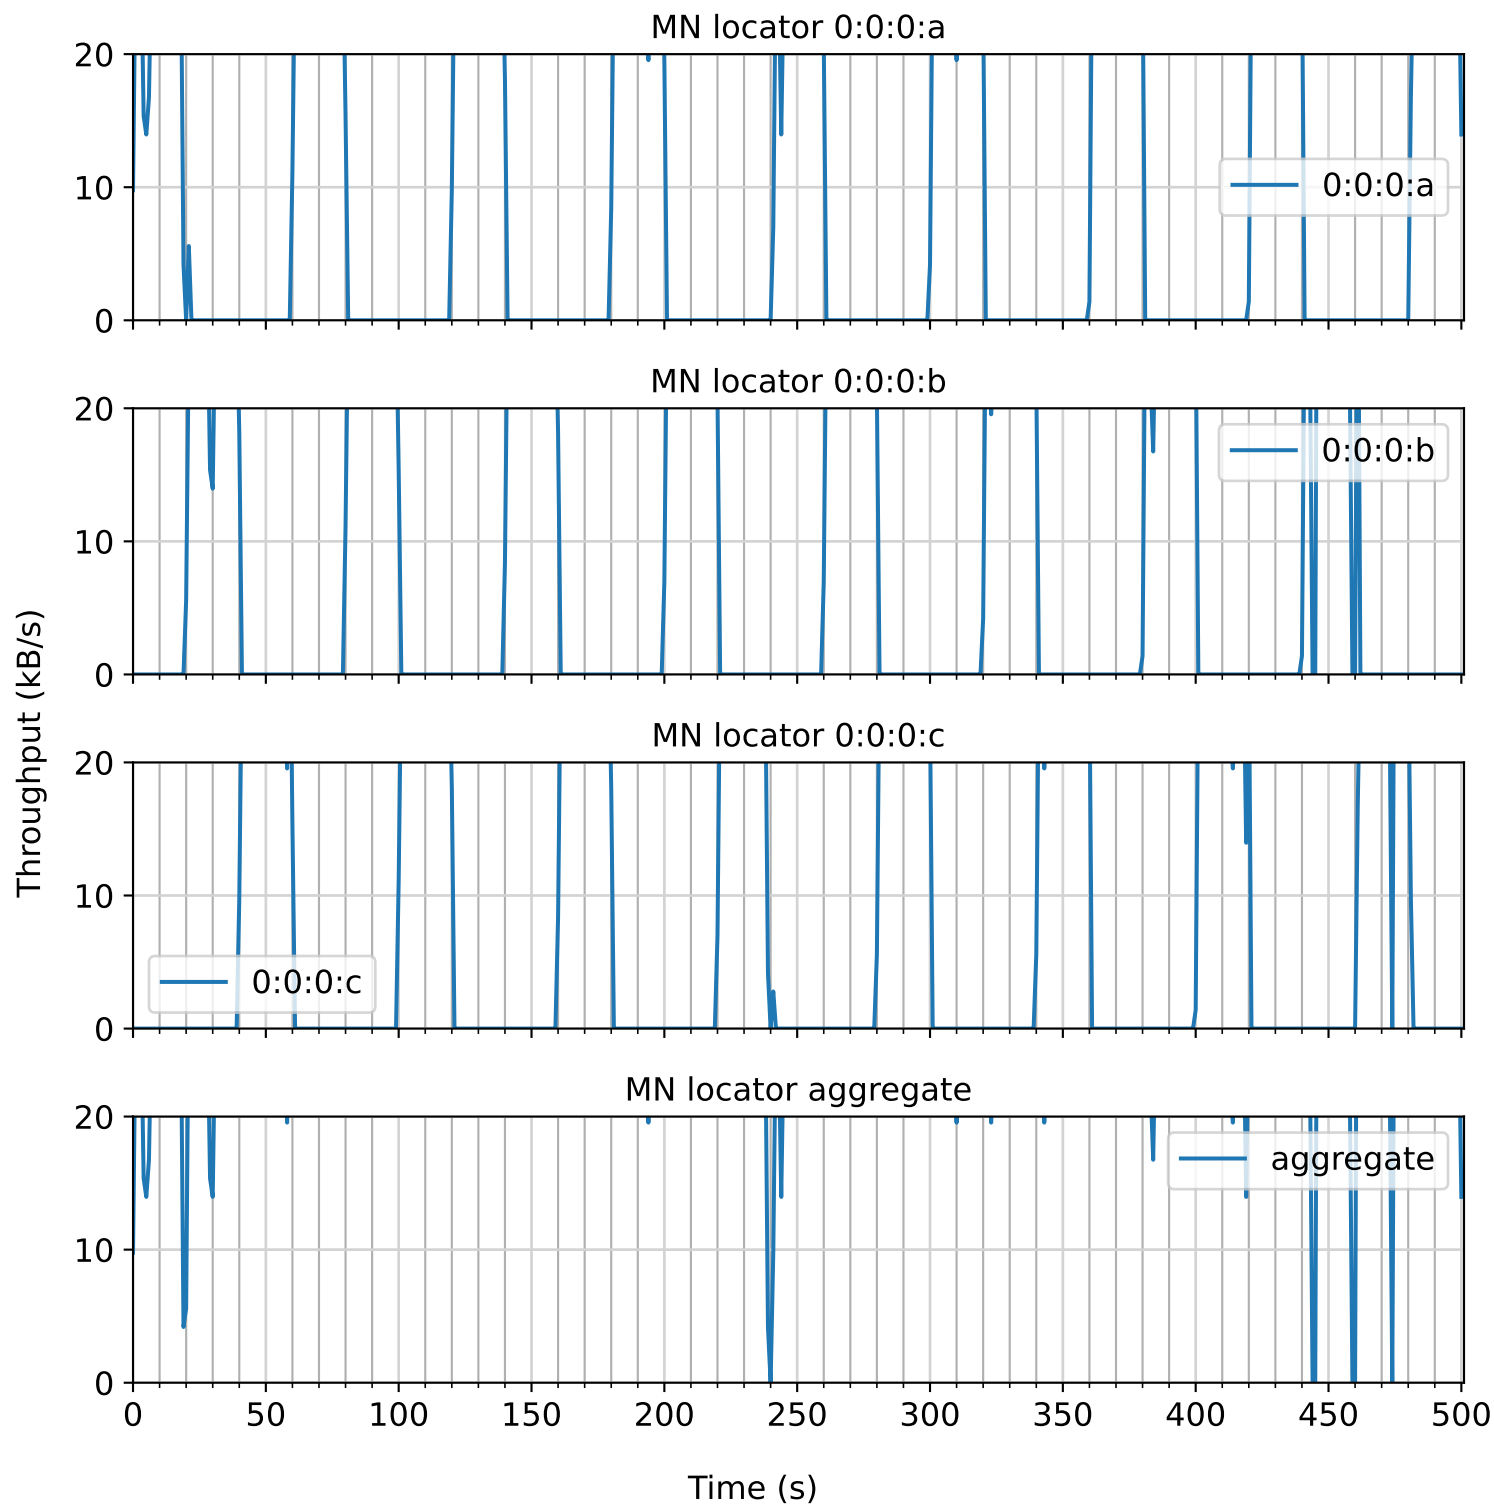 MN locator 0:0:0:a
20
10
0
0:0:0:a
MN locator 0:0:0:b
20
10
0
0:0:0:b
MN locator 0:0:0:c
20
10
0
0:0:0:c
Throughput (kB/s)
MN locator aggregate
20
10
0
aggregate
0 50 100 150 200 250 300 350 400 450 500
Time (s)